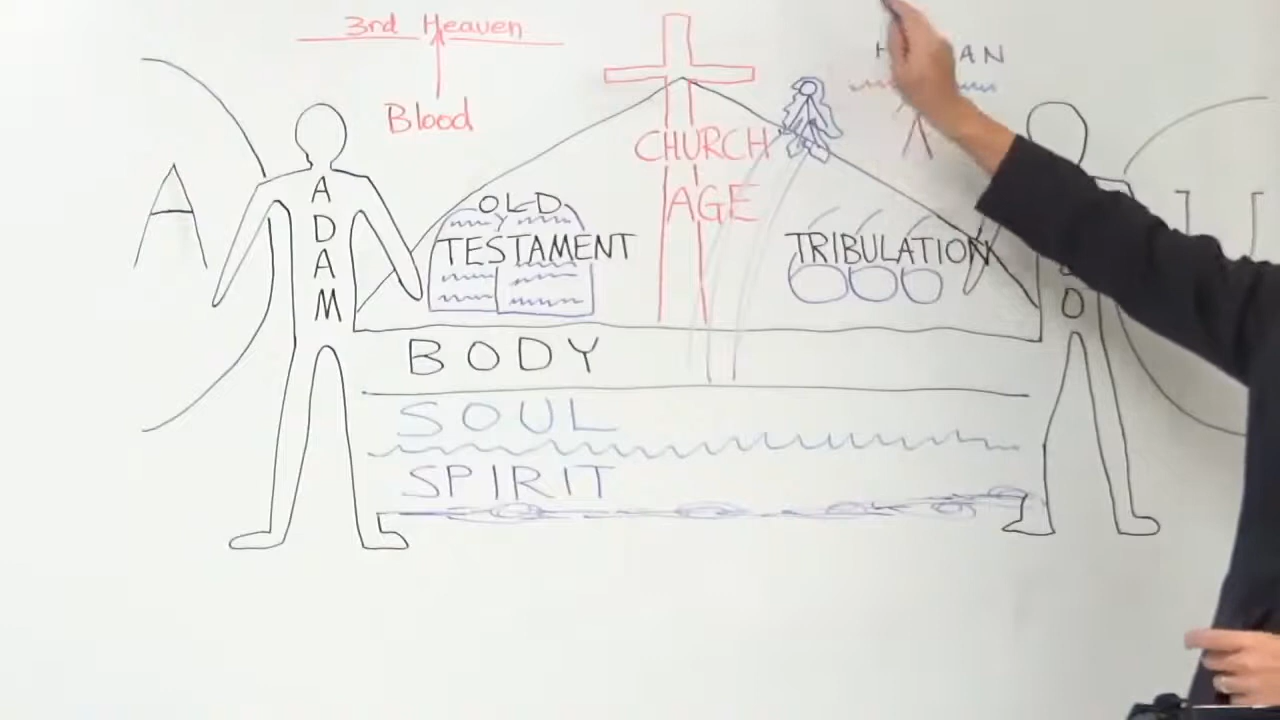 3rd Heaven
Blood
A
ADAM
OLD
TESTAMENT
CHURCH
AGE
TRIBULATION
BODY
SOUL
SPIRIT